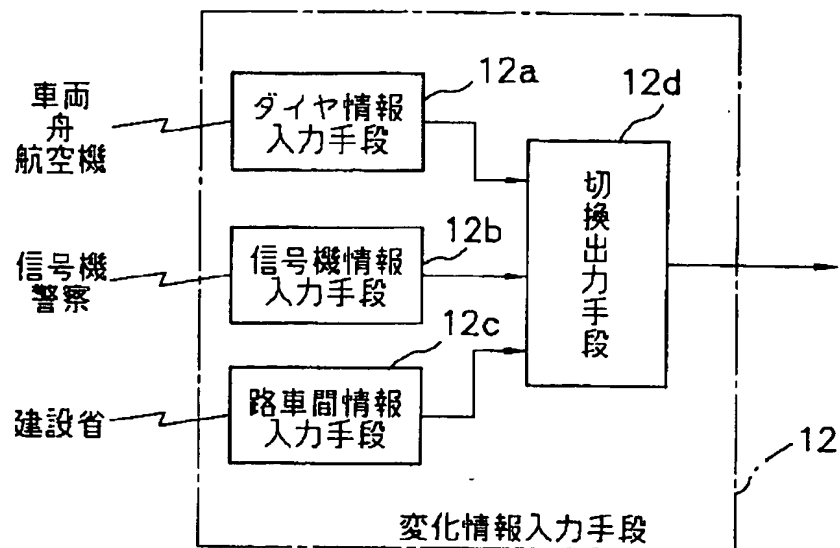 車両
舟
航空機
ダイヤ情報
入力手段
12a
12d
信号機
警察
信号機情報
入力手段
12b
切換出力手段
建設省
路車間情報
入力手段
12c
12
変化情報入力手段